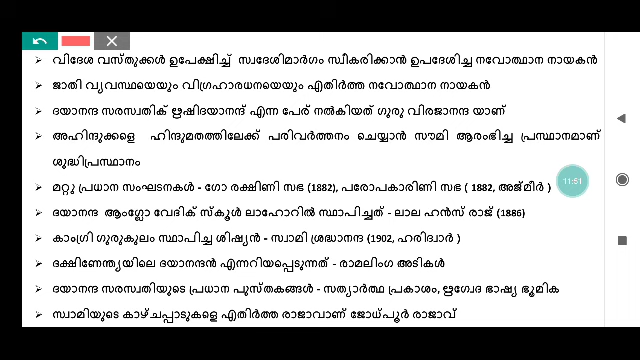 ➤ വിദേശ വസ്തുക്കൾ ഉപേക്ഷിച്ച് സ്വദേശിമാർഗം സ്വീകരിക്കാൻ ഉപദേശിച്ച നവോത്ഥാന നായകൻ
➤ ജാതി വ്യവസ്ഥയെയും വിഗ്രഹാരധനയെയും എതിർത്ത നവോത്ഥാന നായകൻ
➤ ദയാനന്ദ സരസ്വതിക് ഋഷിദയാനന്ദ് എന്ന പേര് നൽകിയത് ഗുരു വിരജാനന്ദ യാണ്
➤ അഹിന്ദുക്കളെ ഹിന്ദുമതത്തിലേക്ക് പരിവർത്തനം ചെയ്യാൻ സൗമി ആരംഭിച്ച പ്രസ്ഥാനമാണ്
ശുദ്ധിപ്രസ്ഥാനം
11:51
➤ മറ്റു പ്രധാന സംഘടനകൾ - ഗോ രക്ഷിണി സഭ (1882), പരോപകാരിണി സഭ ( 1882, അജ്മീർ )
➤ ദയാനന്ദ ആംഗ്ലോ വേദിക് സ്കൂൾ ലാഹോറിൽ സ്ഥാപിച്ചത് - ലാല ഹൻസ് രാജ് (1886)
➤ കാംഗ്രി ഗുരുകുലം സ്ഥാപിച്ച ശിഷ്യൻ - സ്വാമി ശ്രദ്ധാനന്ദ (1902, ഹരിദ്വാർ )
➤ ദക്ഷിണേന്ത്യയിലെ ദയാനന്ദൻ എന്നറിയപ്പെടുന്നത് - രാമലിംഗ അടികൾ
➤ ദയാനന്ദ സരസ്വതിയുടെ പ്രധാന പുസ്തകങ്ങൾ - സത്യാർത്ഥ പ്രകാശം, ഋഗ്വേദ ഭാഷ്യ ഭൂമിക
➤ സ്വാമിയുടെ കാഴ്ചപ്പാടുകളെ എതിർത്ത രാജാവാണ് ജോധ്പൂർ രാജാവ്